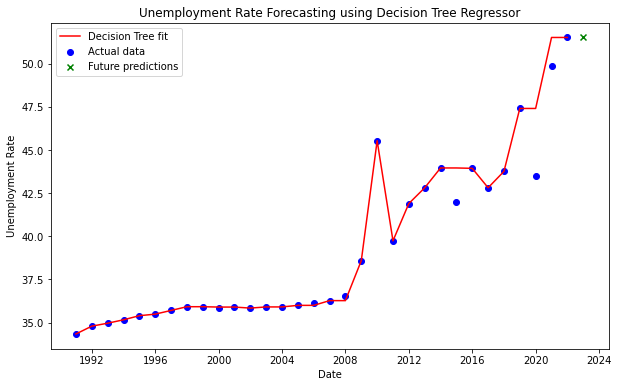 Unemployment Rate Forecasting using Decision Tree Regressor
Decision Tree fit
Actual data
Future predictions
50.0
47.5
45.0
42.5
40.0
37.5
35.0
Unemployment Rate
1992
1996
2000
2004
2008
2012
2016
2020
2024
Date